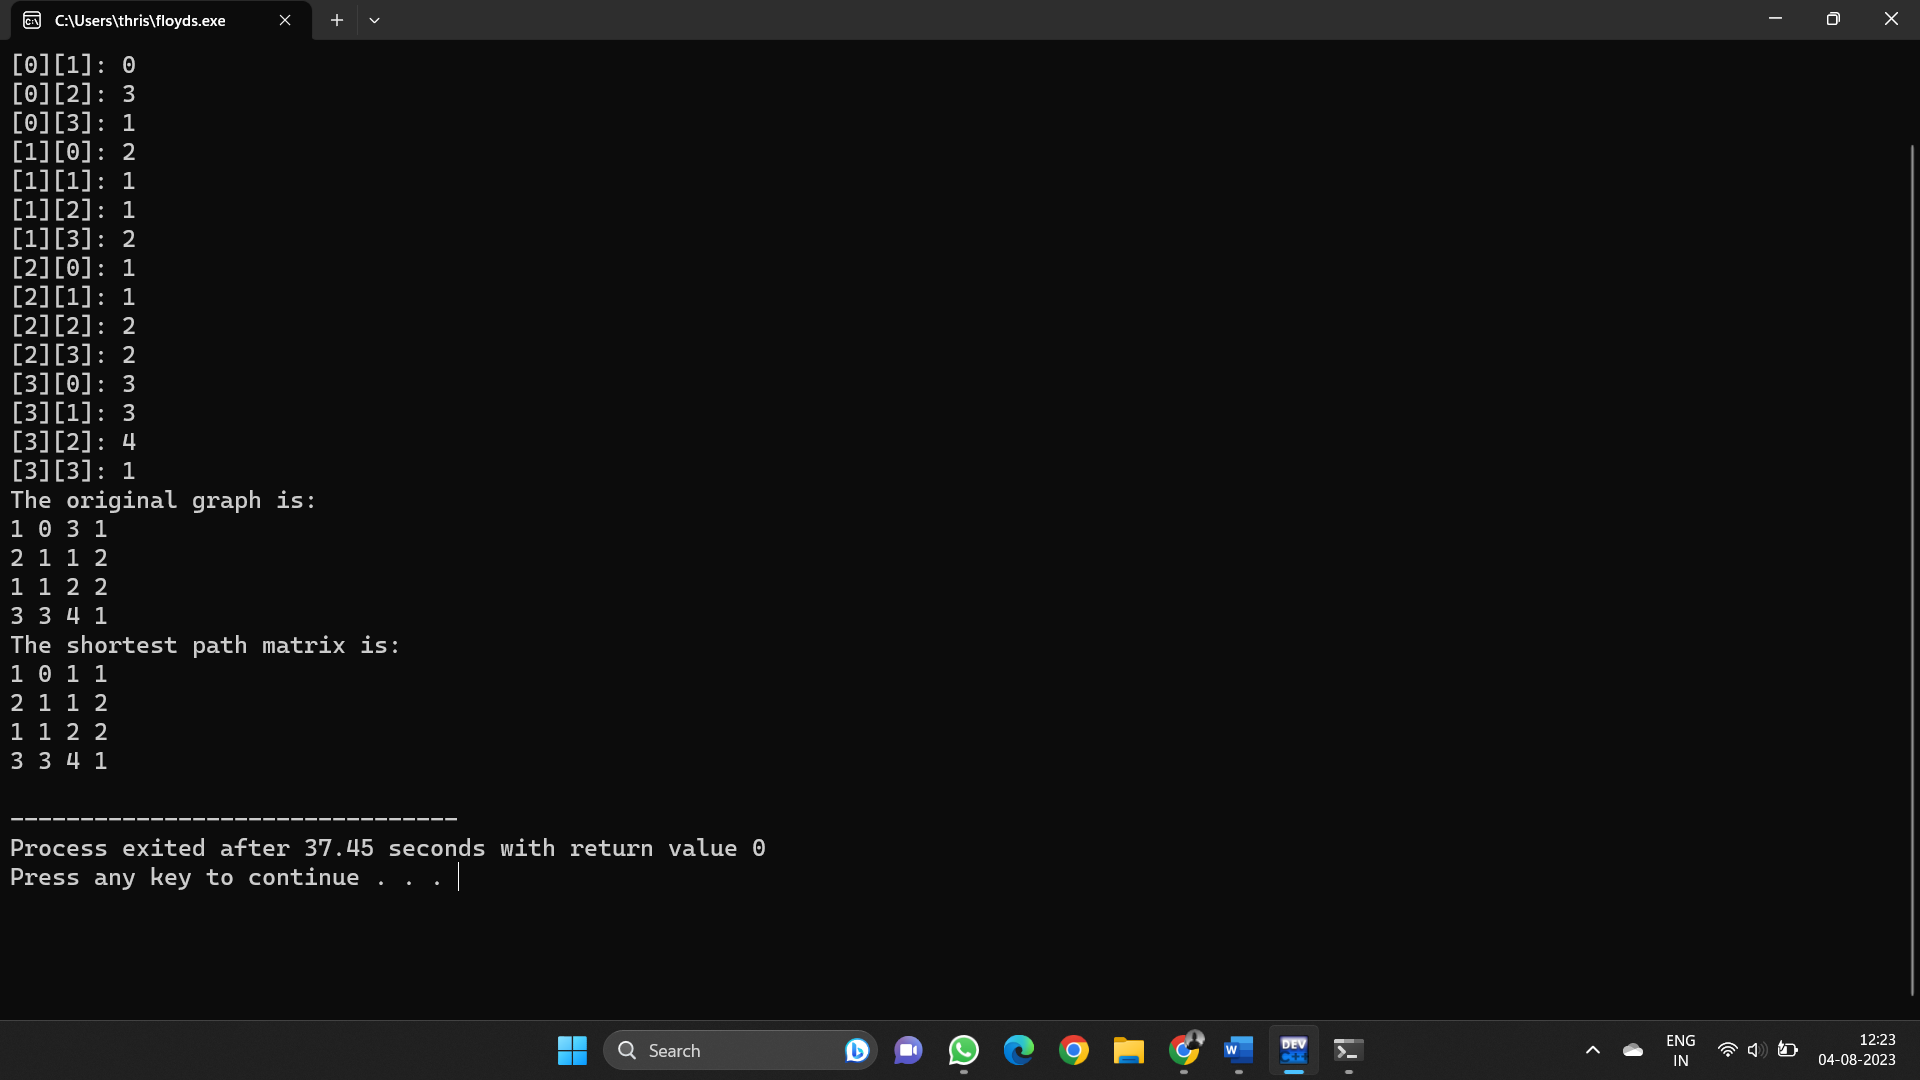 C:\Users\thris\floyds.exe
[0][1]: 0
[0][2]: 3
[0][3]: 1
[1][0]: 2
[1][1]: 1
[1][2]: 1
[1][3]: 2
[2][0]: 1
[2][1]: 1
[2][2]: 2
[2][3]: 2
[3][0]: 3
[3][1]: 3
[3][2]: 4
[3][3]: 1
The original graph is:
1 0 3 1
2 1 1 2
1 1 2 2
3 3 4 1
The shortest path matrix is:
1 0 1 1
2 1 1 2
1 1 2 2
3 3 4 1
--------------------------------
Process exited after 37.45 seconds with return value 0
Press any key to continue . . .
Search
W
DEV
C++
ENG
IN
12:23
04-08-2023